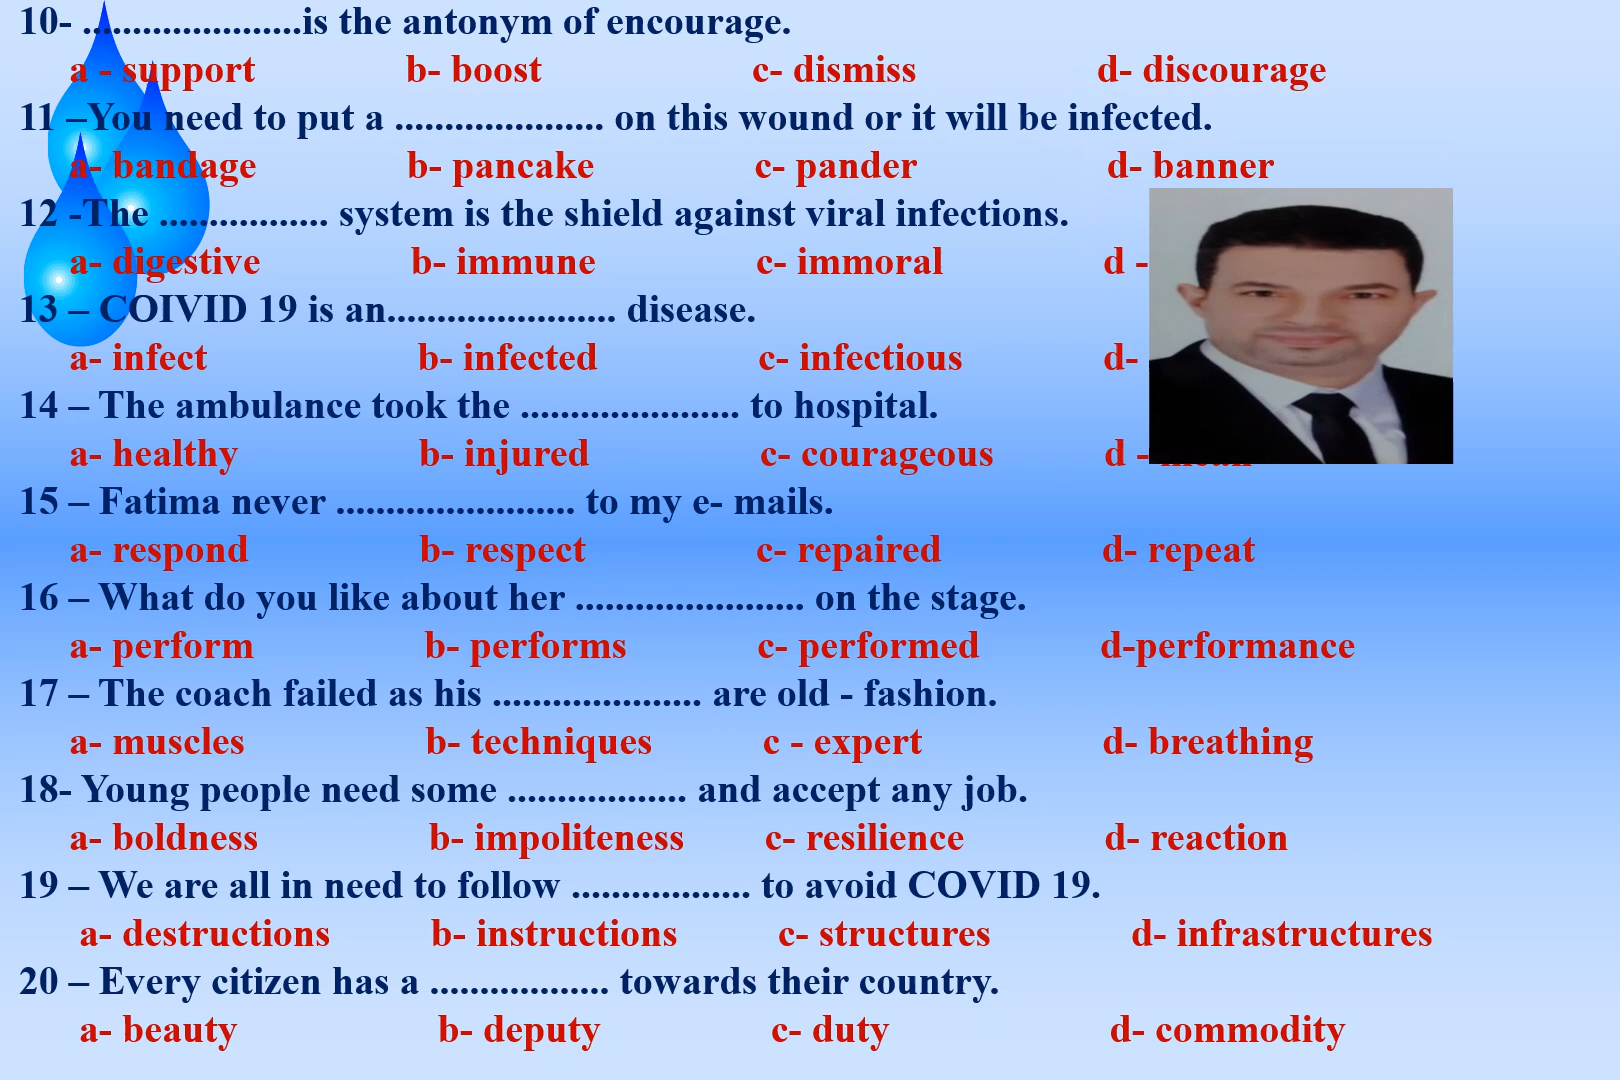 10- ......................is the antonym of encourage.
a - support b- boost c- dismiss d- discourage
11 –You need to put a ..................... on this wound or it will be infected.
a- bandage b- pancake c- pander d- banner
12 -The ................. system is the shield against viral infections.
a- digestive b- immune c- immoral d -
13 – COIVID 19 is an....................... disease.
a- infect b- infected c- infectious d-
14 – The ambulance took the ...................... to hospital.
a- healthy b- injured c- courageous d -
15 – Fatima never ........................ to my e- mails.
a- respond b- respect c- repaired d- repeat
16 – What do you like about her ....................... on the stage.
a- perform b- performs c- performed d-performance
17 – The coach failed as his ..................... are old - fashion.
a- muscles b- techniques c - expert d- breathing
18- Young people need some .................. and accept any job.
a- boldness b- impoliteness c- resilience d- reaction
19 – We are all in need to follow .................. to avoid COVID 19.
a- destructions b- instructions c- structures d- infrastructures
20 – Every citizen has a .................. towards their country.
a- beauty b- deputy c- duty d- commodity